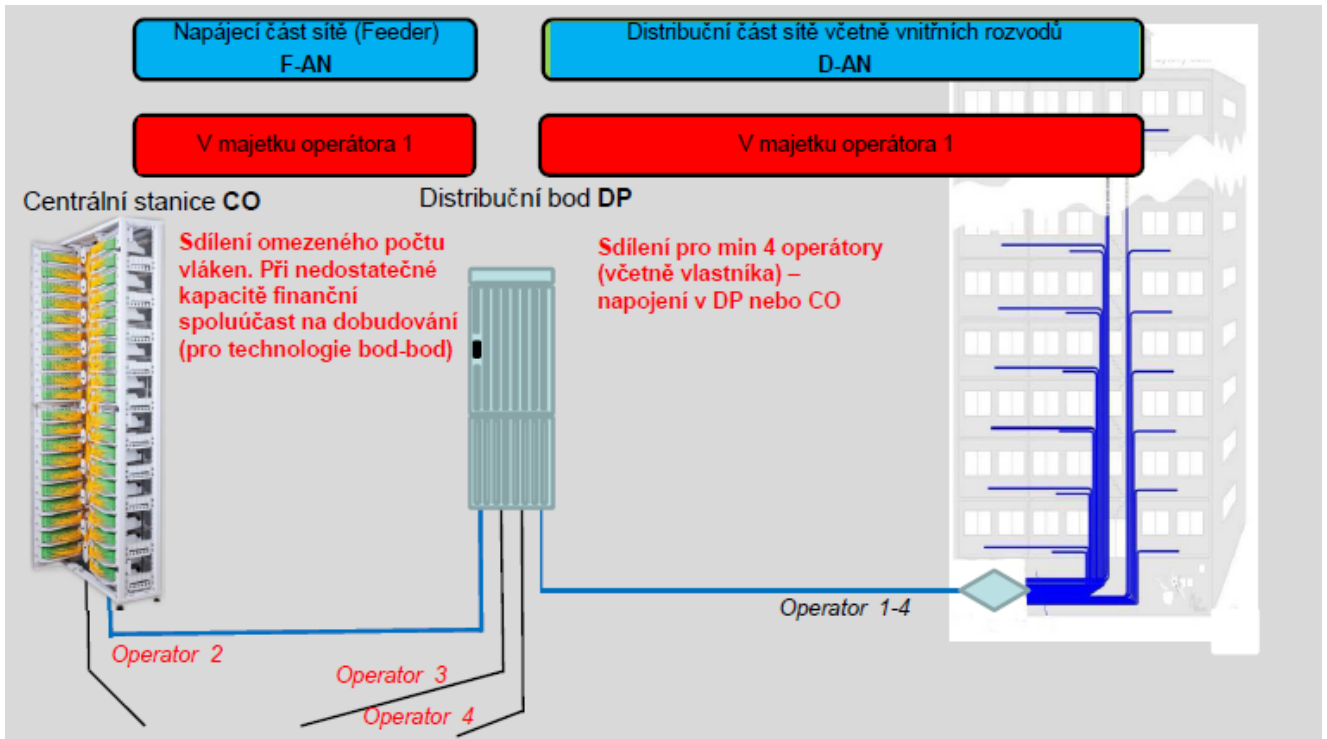 Napájecí část sítě (Feeder)
F-AN
Distribuční část sítě včetně vnitřních rozvodů
D-AN
V majetku operátora 1
V majetku operátora 1
Centrální stanice CO
Distribuční bod DP
Sdílení omezeného počtu
vláken. Při nedostatečné
kapacitě finanční
spoluúčast na dobudování
(pro technologie bod-bod)
Sdílení pro min 4 operátory
(včetně vlastníka) –
napojení v DP nebo CO
Operator 1-4
Operator 2
Operator 3
Operator 4